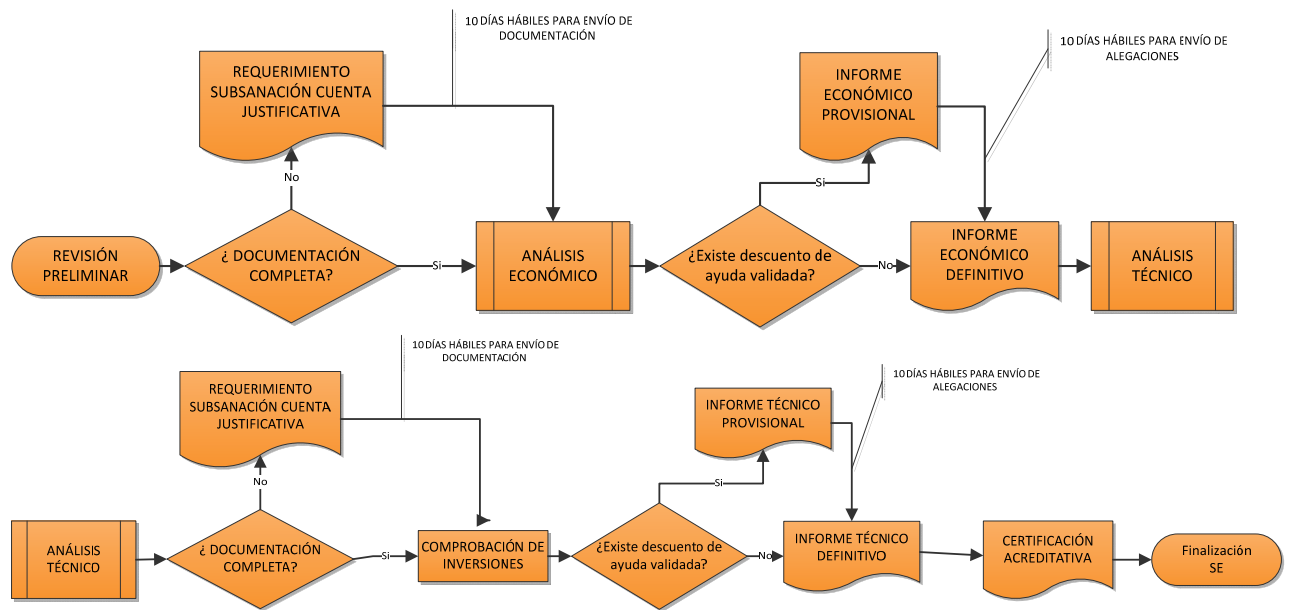 10 DÍAS HÁBILES PARA ENVÍO DE
DOCUMENTACIÓN
10 DÍAS HÁBILES PARA ENVÍO DE
ALEGACIONES
REQUERIMIENTO
SUBSANACIÓN CUENTA
JUSTIFICATIVA
INFORME
ECONÓMICO
PROVISIONAL
No
Si
REVISIÓN
PRELIMINAR
¿ DOCUMENTACIÓN
COMPLETA?
Si
ANÁLISIS
ECONÓMICO
¿Existe descuento de
ayuda validada?
No
INFORME
ECONÓMICO
DEFINITIVO
ANÁLISIS
TÉCNICO
10 DÍAS HÁBILES PARA ENVÍO DE
DOCUMENTACIÓN
10 DÍAS HÁBILES PARA ENVÍO DE
ALEGACIONES
REQUERIMIENTO
SUBSANACIÓN CUENTA
JUSTIFICATIVA
INFORME TÉCNICO
PROVISIONAL
No
Si
ANÁLISIS
TÉCNICO
¿ DOCUMENTACIÓN
COMPLETA?
Si
COMPROBACIÓN DE
INVERSIONES
¿Existe descuento de
ayuda validada?
No
INFORME TÉCNICO
DEFINITIVO
CERTIFICACIÓN
ACREDITATIVA
Finalización
SE